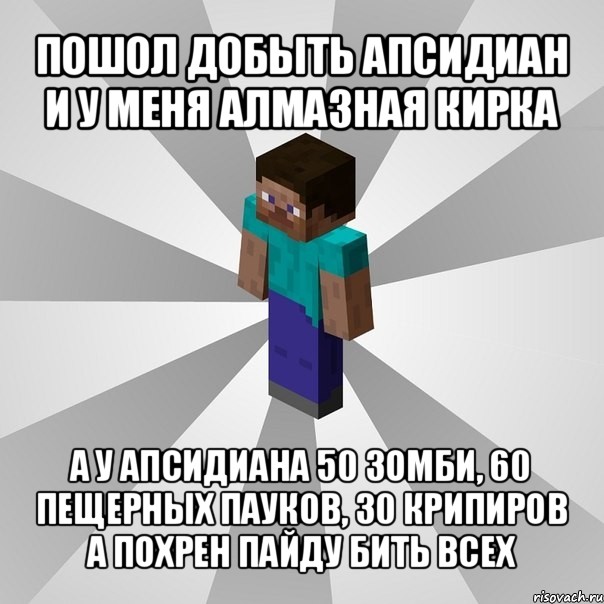 ПОШОЛ ДОБЫТЬ АПСИДИАН
И У МЕНЯ АЛМАЗНАЯ КИРКА
А У АПСИДИАНА 50 ЗОМБИ, 60
ПЕЩЕРНЫХ ПАУКОВ, 30 КРИПИРОВ
А ПОХРЕН ПАЙДУ БИТЬ ВСЕХ
risovach.ru